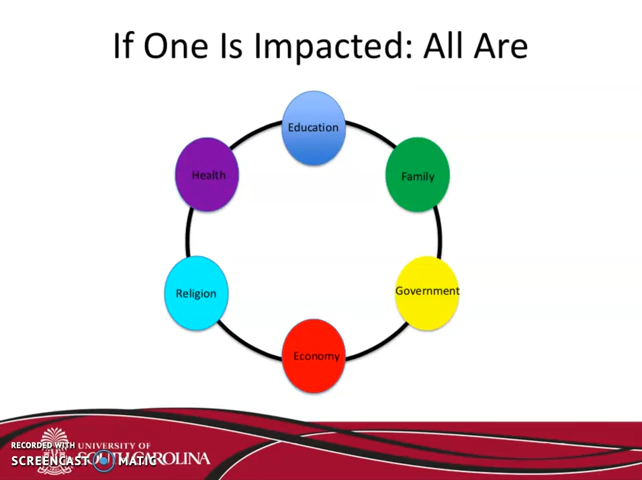 If One Is Impacted: All Are
Education
Health
Family
Religion
Government
Economy
RECORDED WITH
UNIVERSITY OF
SCREENCAST MATIC
CAROLINA